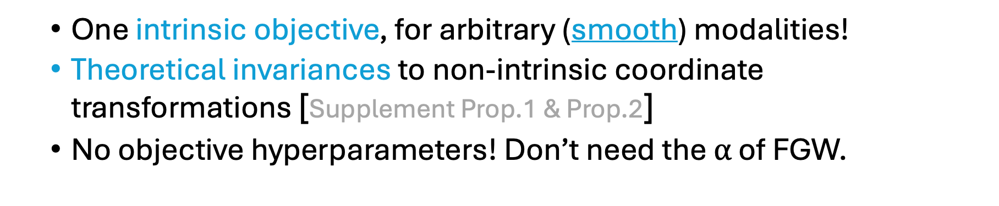 • One intrinsic objective, for arbitrary (smooth) modalities!
• Theoretical invariances to non-intrinsic coordinate
transformations [Supplement Prop.1 & Prop.2]
• No objective hyperparameters! Don’t need the α of FGW.